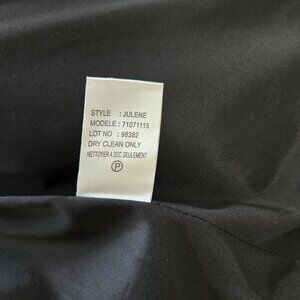 STYLE : JULENE
MODELE : 71071115
LOT NO : 98382
DRY CLEAN ONLY
NETTOYER A SEC SEULEMENT
P